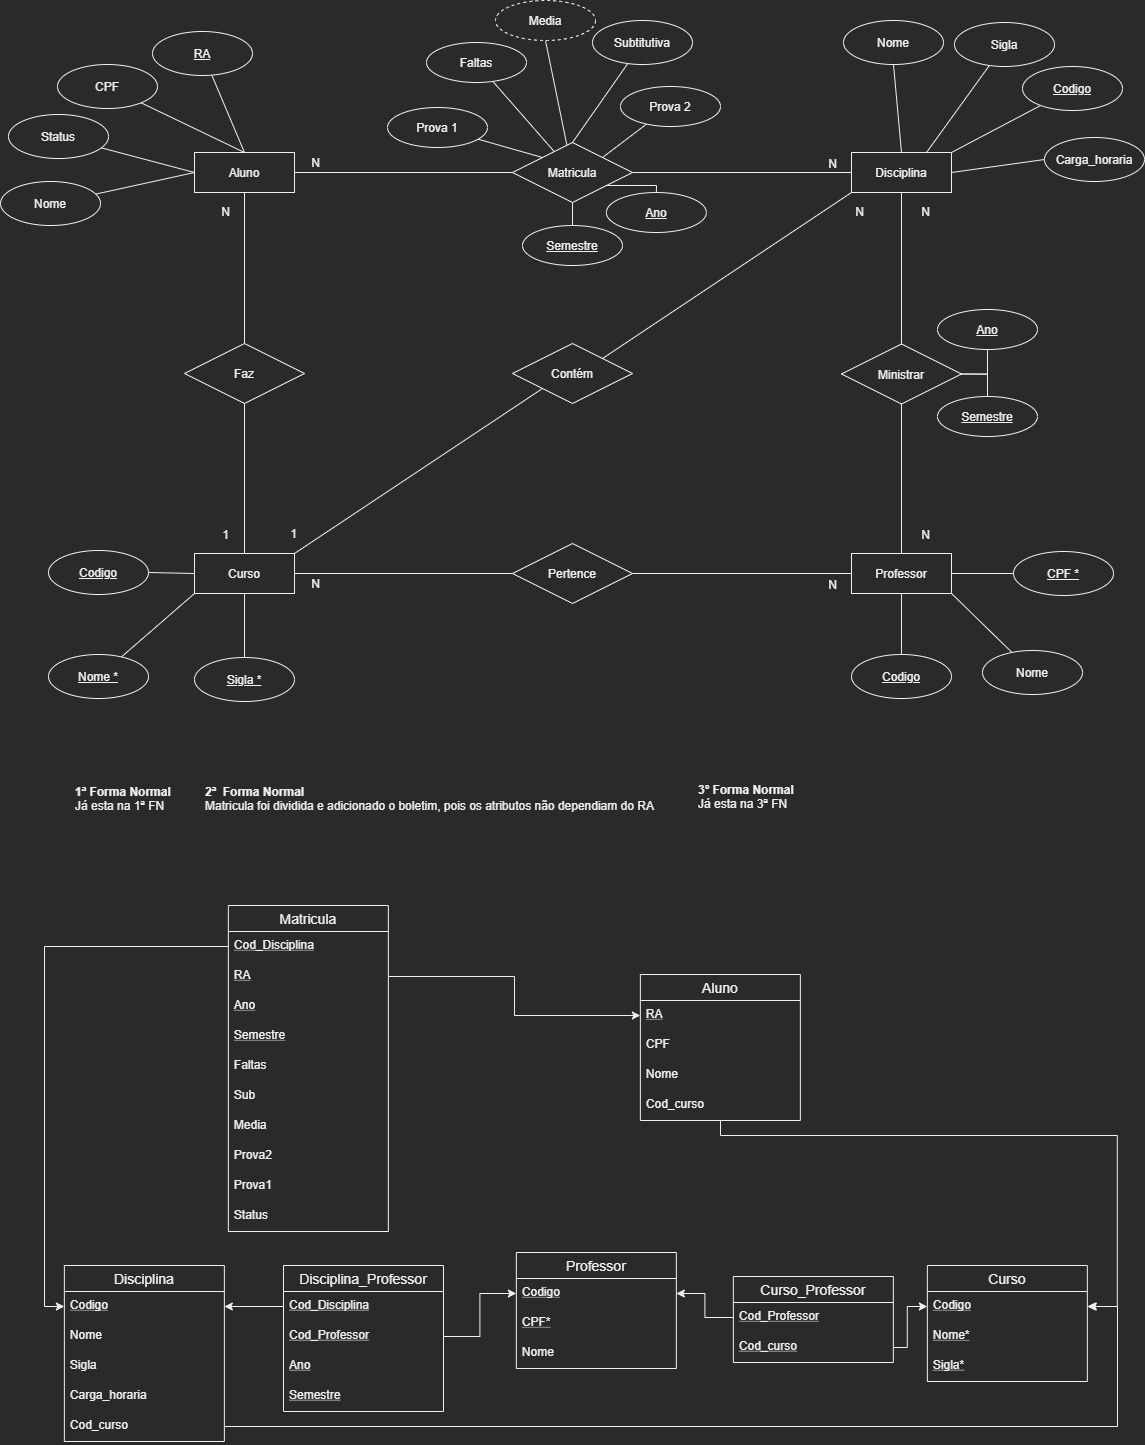 Media
Subtitutiva
Nome
Sigla
RA
Faltas
CPF
Codigo
Prova 2
Prova 1
Status
Carga_horaria
N
N
Aluno
Matricula
Disciplina
Nome
N
Ano
N
N
Semestre
Ano
Faz
Contém
Ministrar
Semestre
1
1
N
Codigo
Curso
N
Pertence
N
Professor
CPF *
Nome *
Sigla *
Codigo
Nome
1ª Forma Normal
Já esta na 1ª FN
2ª Forma Normal
Matricula foi dividida e adicionado o boletim, pois os atributos não dependiam do RA
3º Forma Normal
Já esta na 3ª FN
Matricula
Cod_Disciplina
RA
Ano
Semestre
Faltas
Sub
Media
Prova2
Prova1
Status
Aluno
RA
CPF
Nome
Cod_curso
Disciplina
Codigo
Nome
Sigla
Carga_horaria
Cod_curso
Disciplina_Professor
Cod_Disciplina
Cod_Professor
Ano
Semestre
Professor
Codigo
CPF*
Nome
Curso_Professor
Cod_Professor
Cod_curso
Curso
Codigo
Nome*
Sigla*